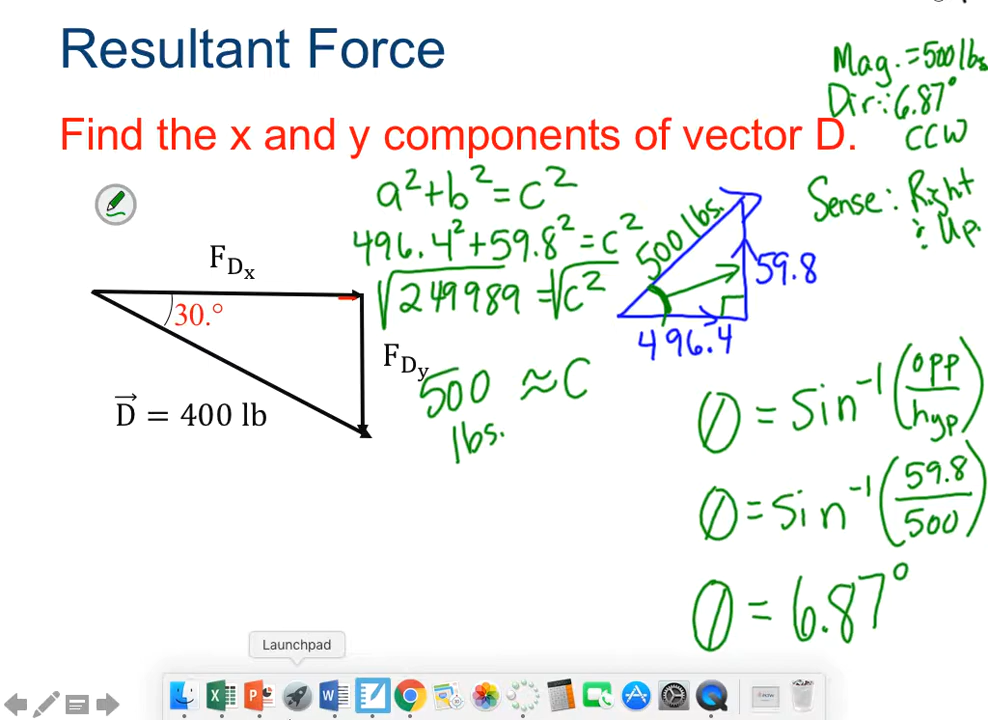 Resultant Force
Find the x and y components of vector D.
Mag. = 500 lbs
Dir: 6.87°
CCW
Sense: Right
: Up.
a² + b² = c²
496.4² + 59.8² = c²
√249989 = √c²
500 ≈ C
lbs.
F_Dx
30.°
F_Dy
D⃗ = 400 lb
500 lbs.
59.8
496.4
θ = Sin⁻¹(opp/hyp)
θ = Sin⁻¹(59.8/500)
θ = 6.87°
Launchpad
X
P
W